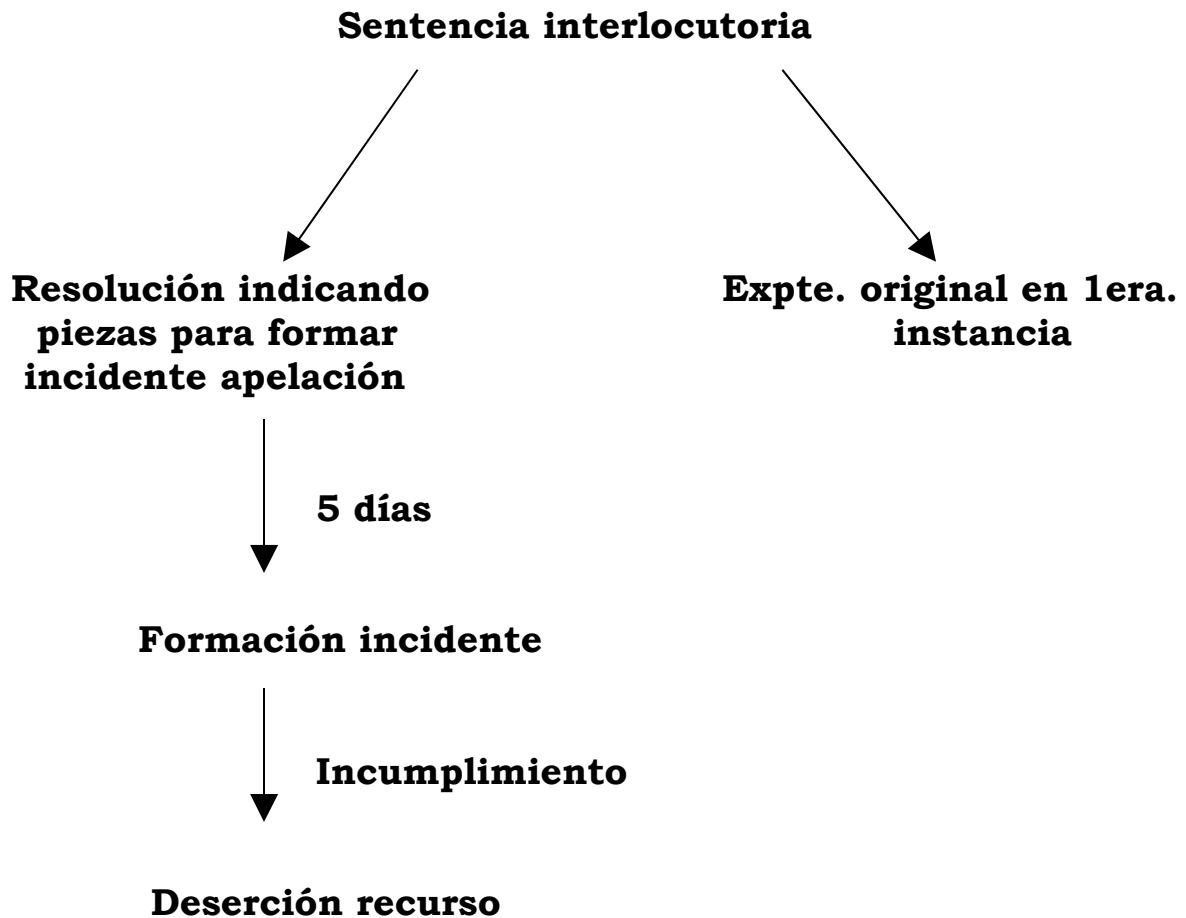 Sentencia interlocutoria
Resolución indicando
piezas para formar
incidente apelación
Expte. original en 1era.
instancia
5 días
Formación incidente
Incumplimiento
Deserción recurso